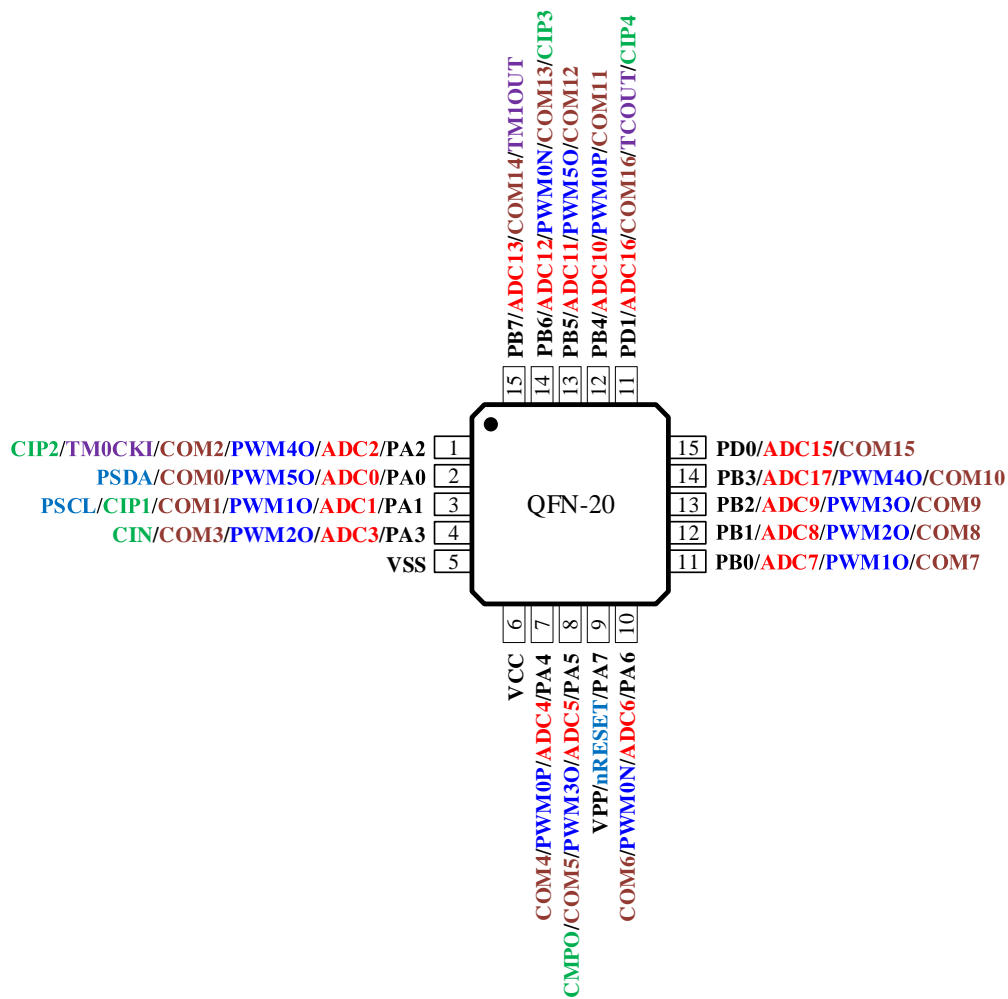 PB7/ADC13/COM14/TM1OUT
PB6/ADC12/PWM0N/COM13/CIP3
PB5/ADC11/PWM5O/COM12
PB4/ADC10/PWM0P/COM11
PD1/ADC16/COM16/TCOUT/CIP4
15 14 13 12 11
CIP2/TM0CKI/COM2/PWM4O/ADC2/PA2 1
PSDA/COM0/PWM5O/ADC0/PA0 2
PSCL/CIP1/COM1/PWM1O/ADC1/PA1 3
CIN/COM3/PWM2O/ADC3/PA3 4
VSS 5
QFN-20
15 PD0/ADC15/COM15
14 PB3/ADC17/PWM4O/COM10
13 PB2/ADC9/PWM3O/COM9
12 PB1/ADC8/PWM2O/COM8
11 PB0/ADC7/PWM1O/COM7
6 7 8 9 10
VCC
COM4/PWM0P/ADC4/PA4
CMPO/COM5/PWM3O/ADC5/PA5
VPP/nRESET/PA7
COM6/PWM0N/ADC6/PA6